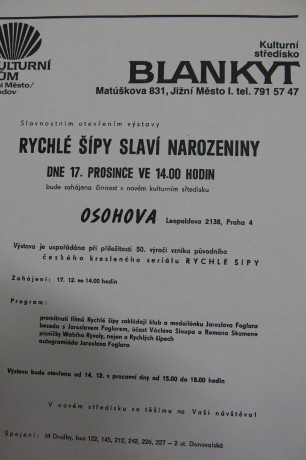 KULTURNÍ
DŮM
Jižní Město/
Chodov
Kulturní
středisko
BLANKYT
Matúškova 831, Jižní Město I. tel. 791 57 47
Slavnostním otevřením výstavy
RYCHLÉ ŠÍPY SLAVÍ NAROZENINY
DNE 17. PROSINCE VE 14.00 HODIN
bude zahájena činnost v novém kulturním středisku
OSOHOVA Leopoldova 2138, Praha 4
Výstava je uspořádána při příležitosti 50. výročí vzniku původního
českého kresleného seriálu RYCHLÉ ŠÍPY
Zahájení: 17. 12. ve 14.00 hodin
Program:
promítnutí filmů Rychlé šípy zakládají klub a medailónku Jaroslava Foglara
beseda s Jaroslavem Foglarem, účast Václava Sloupa a Romana Skamene
písničky Wabiho Ryvoly, nejen o Rychlých šípech
autogramiáda Jaroslava Foglara
Výstava bude otevřena od 14. 12. v pracovní dny od 15.00 do 18.00 hodin
V novém středisku se těšíme na Vaši návštěvu!
Spojení: M Družby, bus 122, 145, 212, 242, 226, 227 – 2 st. Donovalská